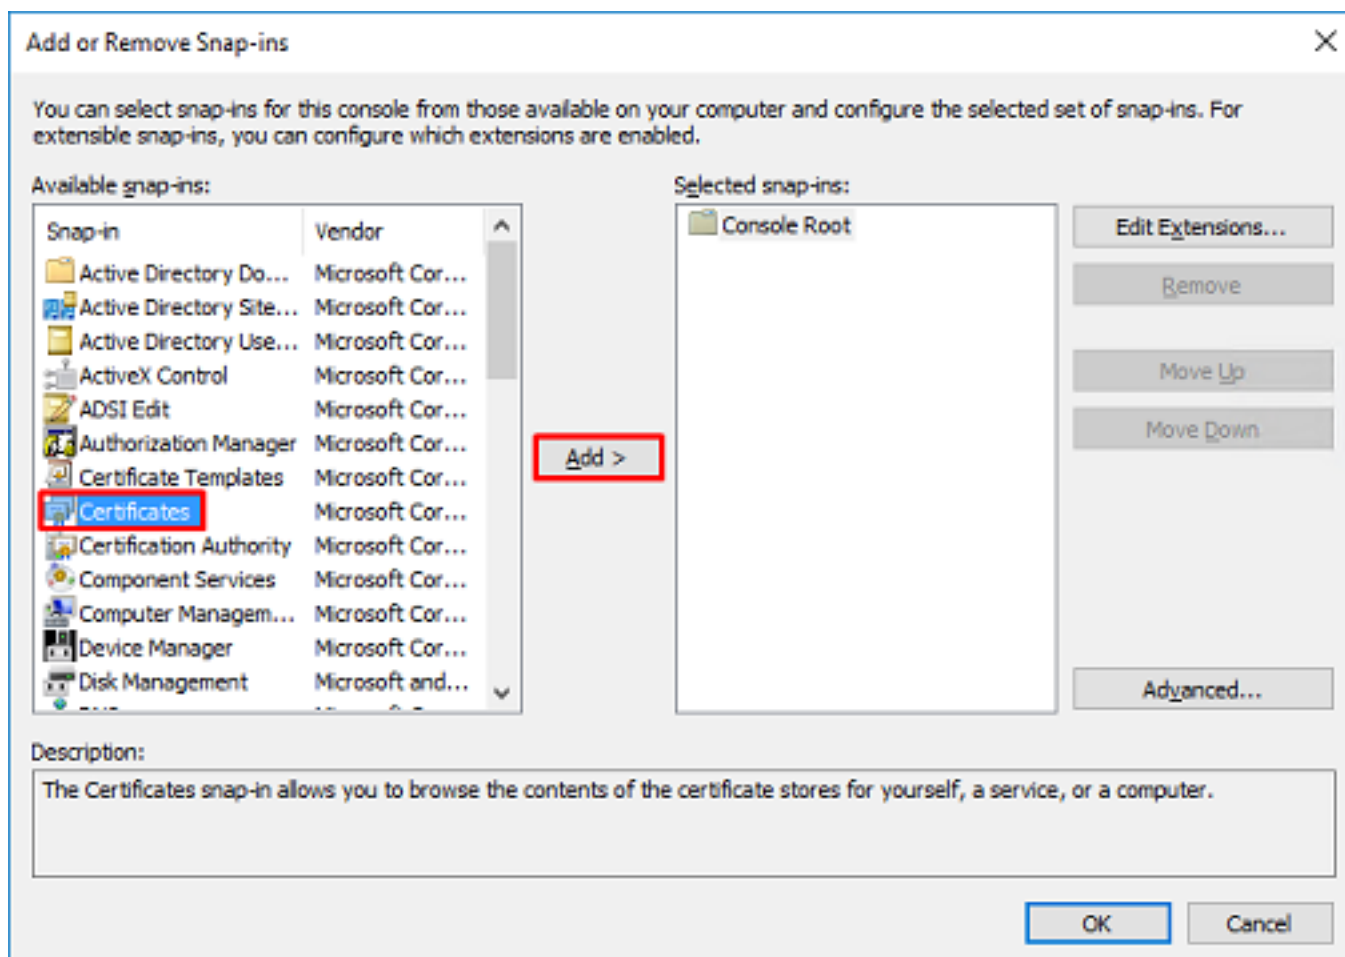 Add or Remove Snap-ins
You can select snap-ins for this console from those available on your computer and configure the selected set of snap-ins. For
extensible snap-ins, you can configure which extensions are enabled.
Available snap-ins:
Snap-in Vendor
Active Directory Do... Microsoft Cor...
Active Directory Site... Microsoft Cor...
Active Directory Use... Microsoft Cor...
ActiveX Control Microsoft Cor...
ADSI Edit Microsoft Cor...
Authorization Manager Microsoft Cor...
Certificate Templates Microsoft Cor...
Certificates Microsoft Cor...
Certification Authority Microsoft Cor...
Component Services Microsoft Cor...
Computer Managem... Microsoft Cor...
Device Manager Microsoft Cor...
Disk Management Microsoft and...
Add >
Selected snap-ins:
Console Root
Edit Extensions...
Remove
Move Up
Move Down
Advanced...
Description:
The Certificates snap-in allows you to browse the contents of the certificate stores for yourself, a service, or a computer.
OK Cancel